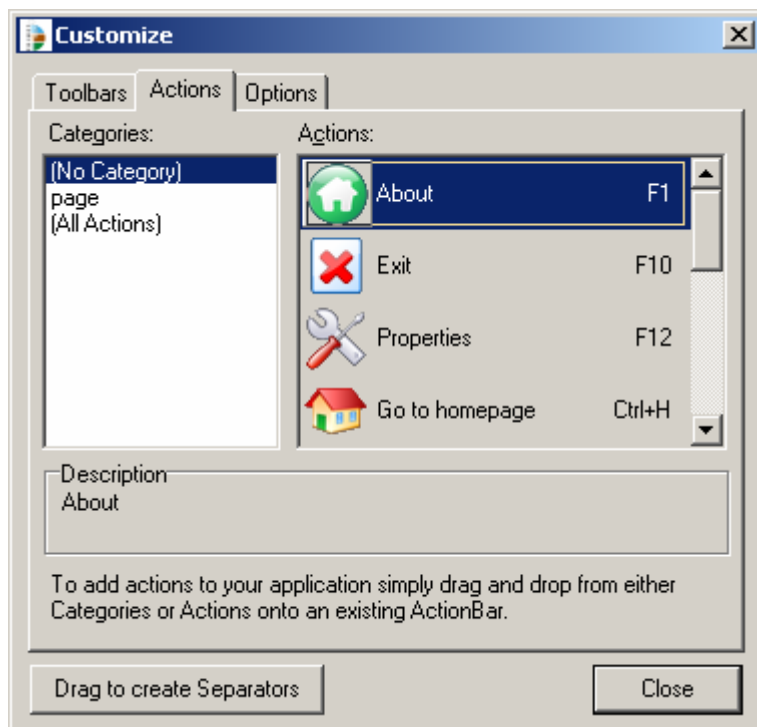 Customize
Toolbars Actions Options
Categories: Actions:
(No Category)
page
(All Actions)
About F1
Exit F10
Properties F12
Go to homepage Ctrl+H
Description
About
To add actions to your application simply drag and drop from either
Categories or Actions onto an existing ActionBar.
Drag to create Separators Close